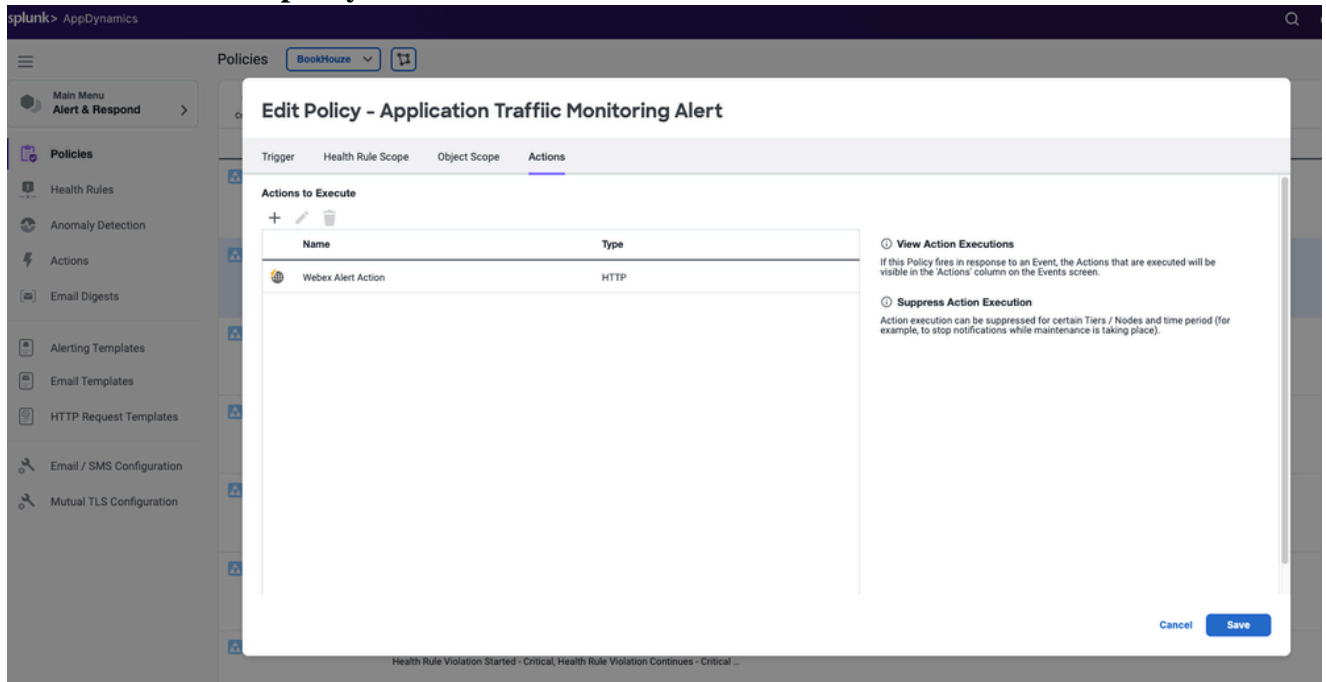 splunk> AppDynamics
Policies
BookHouze
Main Menu
Alert & Respond
Policies
Health Rules
Anomaly Detection
Actions
Email Digests
Alerting Templates
Email Templates
HTTP Request Templates
Email / SMS Configuration
Mutual TLS Configuration
Edit Policy - Application Traffiic Monitoring Alert
Trigger Health Rule Scope Object Scope Actions
Actions to Execute
Name Type
Webex Alert Action HTTP
View Action Executions
If this Policy fires in response to an Event, the Actions that are executed will be
visible in the 'Actions' column on the Events screen.
Suppress Action Execution
Action execution can be suppressed for certain Tiers / Nodes and time period (for
example, to stop notifications while maintenance is taking place).
Cancel Save
Health Rule Violation Started - Critical, Health Rule Violation Continues - Critical ...